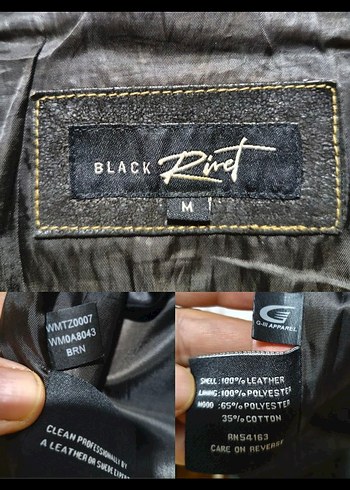 BLACK Rivet
M
WMTZ0007
WM0A8043
BRN
CLEAN PROFESSIONALLY BY
A LEATHER OR SUEDE
G-III APPAREL
SHELL: 100% LEATHER
LINING: 100% POLYESTER
HOOD: 65% POLYESTER
35% COTTON
RN54163
CARE ON REVERSE